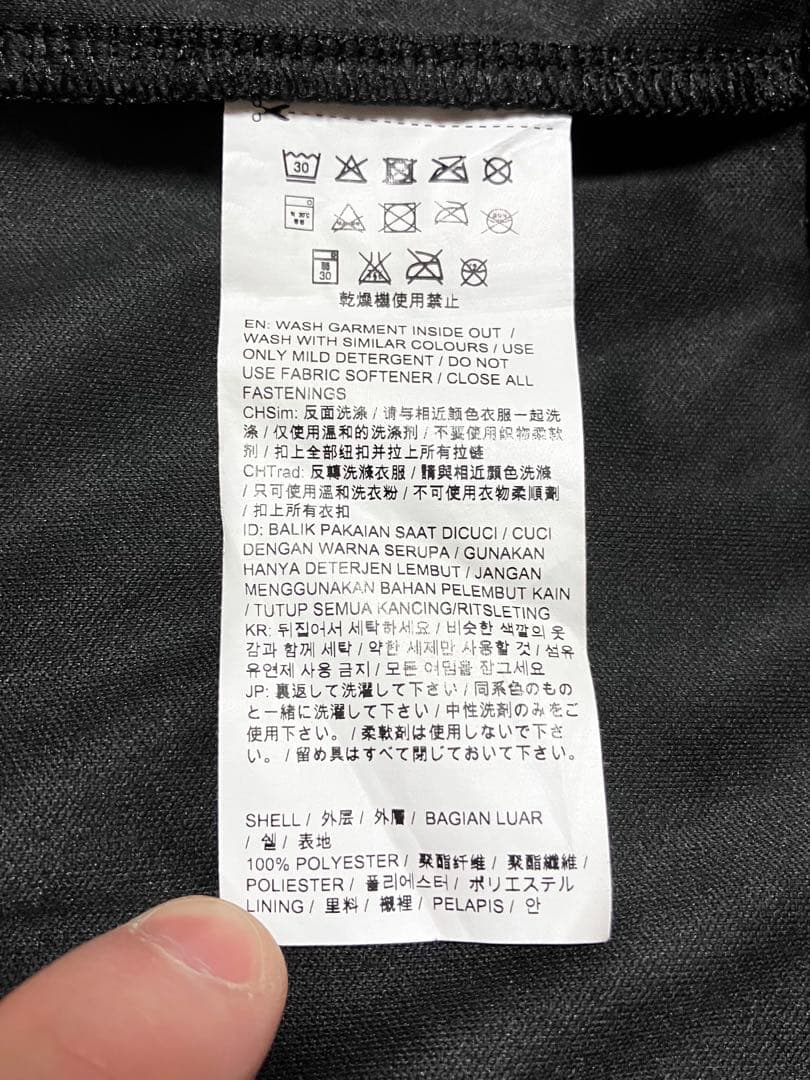 30
30
乾燥機使用禁止
EN: WASH GARMENT INSIDE OUT /
WASH WITH SIMILAR COLOURS / USE
ONLY MILD DETERGENT / DO NOT
USE FABRIC SOFTENER / CLOSE ALL
FASTENINGS
CHSim: 反面洗涤 / 请与相近颜色衣服一起洗
涤 / 仅使用温和的洗涤剂 / 不要使用织物柔软
剂 / 扣上全部纽扣并拉上所有拉链
CHTrad: 反轉洗滌衣服 / 請與相近顏色洗滌
/ 只可使用溫和洗衣粉 / 不可使用衣物柔順劑
/ 扣上所有衣扣
ID: BALIK PAKAIAN SAAT DICUCI / CUCI
DENGAN WARNA SERUPA / GUNAKAN
HANYA DETERJEN LEMBUT / JANGAN
MENGGUNAKAN BAHAN PELEMBUT KAIN
/ TUTUP SEMUA KANCING/RITSLETING
KR: 뒤집어서 세탁하세요 / 비슷한 색깔의 옷
감과 함께 세탁 / 약한 세제만 사용할 것 / 섬유
유연제 사용 금지 / 모든 여밈을 잠그세요
JP: 裏返して洗濯して下さい / 同系色のもの
と一緒に洗濯して下さい / 中性洗剤のみをご
使用下さい。 / 柔軟剤は使用しないで下さ
い。 / 留め具はすべて閉じておいて下さい。
SHELL / 外层 / 外層 / BAGIAN LUAR
/ 쉘 / 表地
100% POLYESTER / 聚酯纤维 / 聚酯纖維 /
POLIESTER / 폴리에스터 / ポリエステル
LINING / 里料 / 襯裡 / PELAPIS / 안